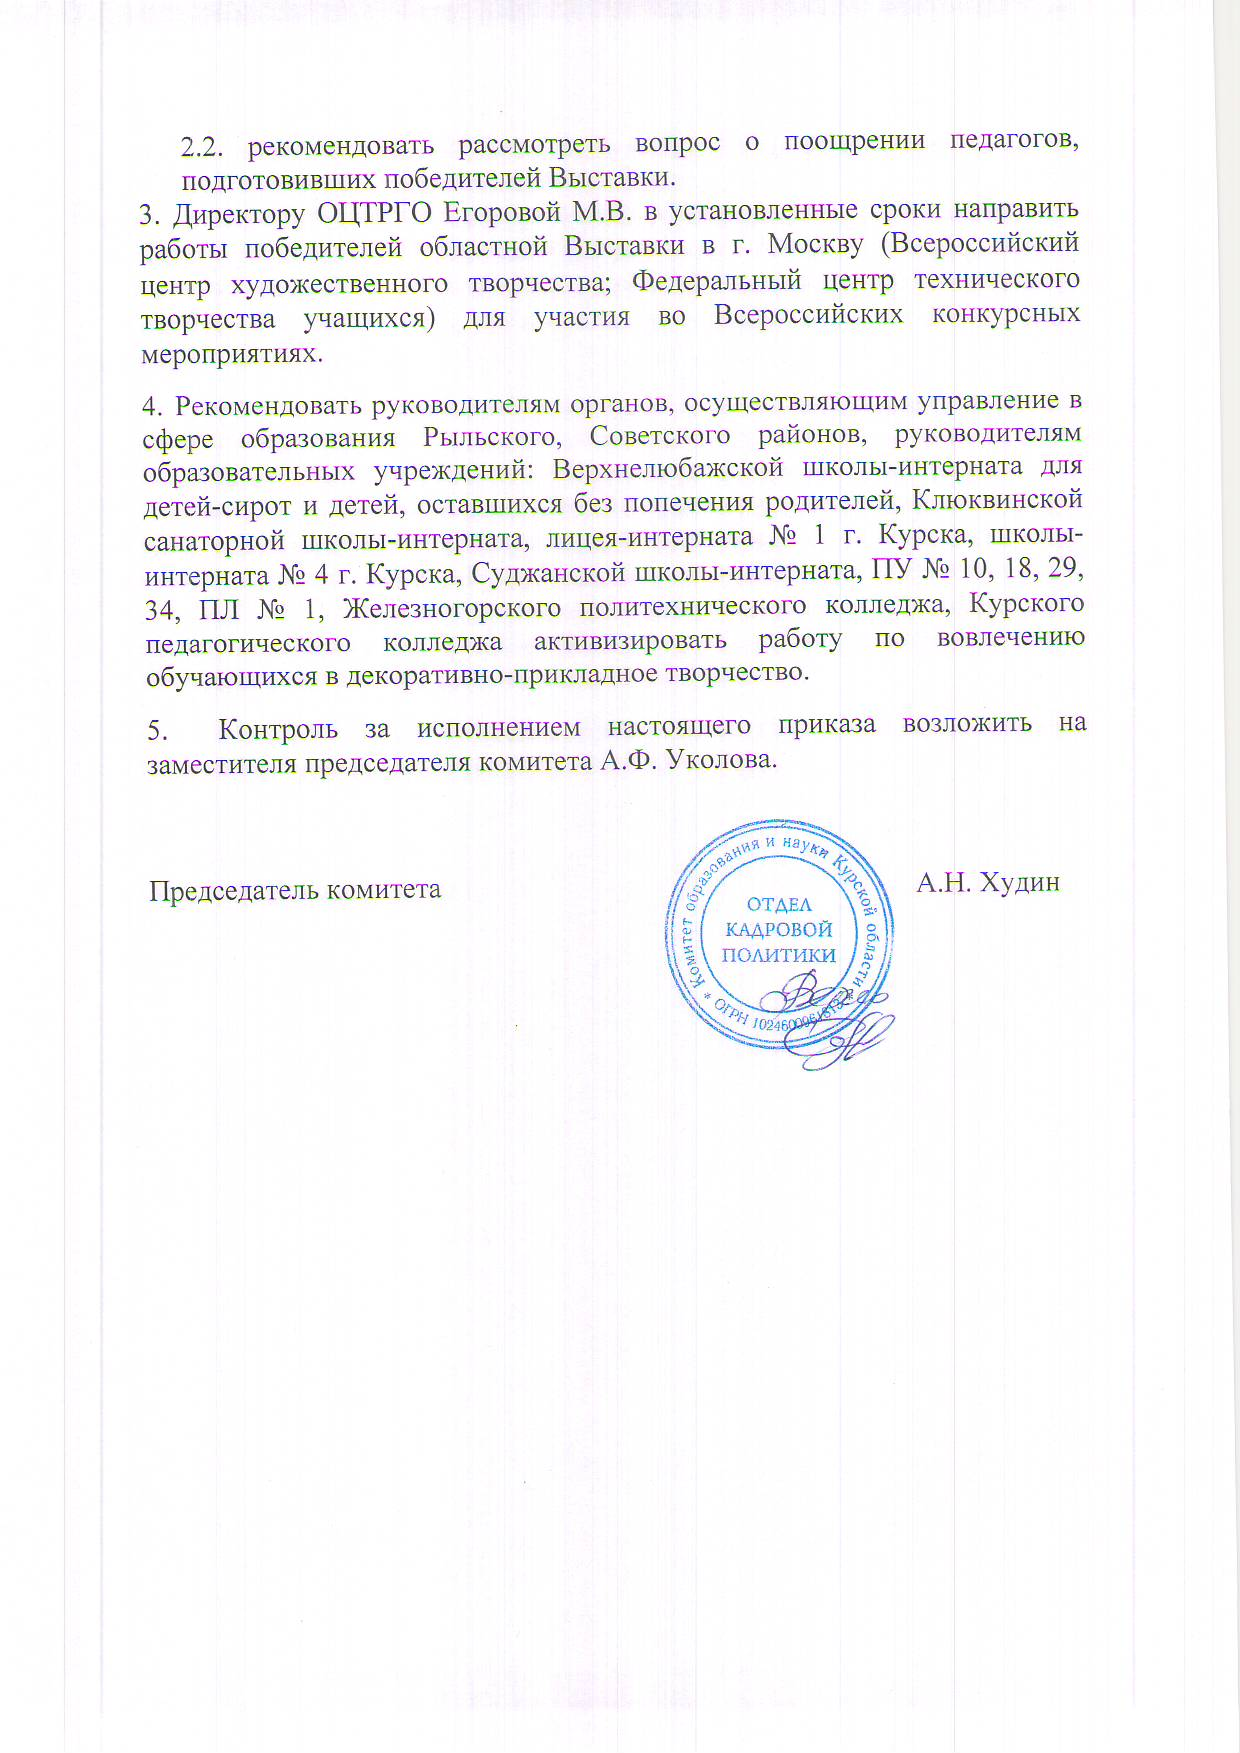 2.2. рекомендовать рассмотреть вопрос о поощрении педагогов,
подготовивших победителей Выставки.
3. Директору ОЦТРГО Егоровой М.В. в установленные сроки направить
работы победителей областной Выставки в г. Москву (Всероссийский
центр художественного творчества; Федеральный центр технического
творчества учащихся) для участия во Всероссийских конкурсных
мероприятиях.
4. Рекомендовать руководителям органов, осуществляющим управление в
сфере образования Рыльского, Советского районов, руководителям
образовательных учреждений: Верхнелюбажской школы-интерната для
детей-сирот и детей, оставшихся без попечения родителей, Клюквинской
санаторной школы-интерната, лицея-интерната № 1 г. Курска, школы-
интерната № 4 г. Курска, Суджанской школы-интерната, ПУ № 10, 18, 29,
34, ПЛ № 1, Железногорского политехнического колледжа, Курского
педагогического колледжа активизировать работу по вовлечению
обучающихся в декоративно-прикладное творчество.
5. Контроль за исполнением настоящего приказа возложить на
заместителя председателя комитета А.Ф. Уколова.
Председатель комитета
А.Н. Худин
Комитет образования и науки Курской области
ОТДЕЛ
КАДРОВОЙ
ПОЛИТИКИ
* ОГРН